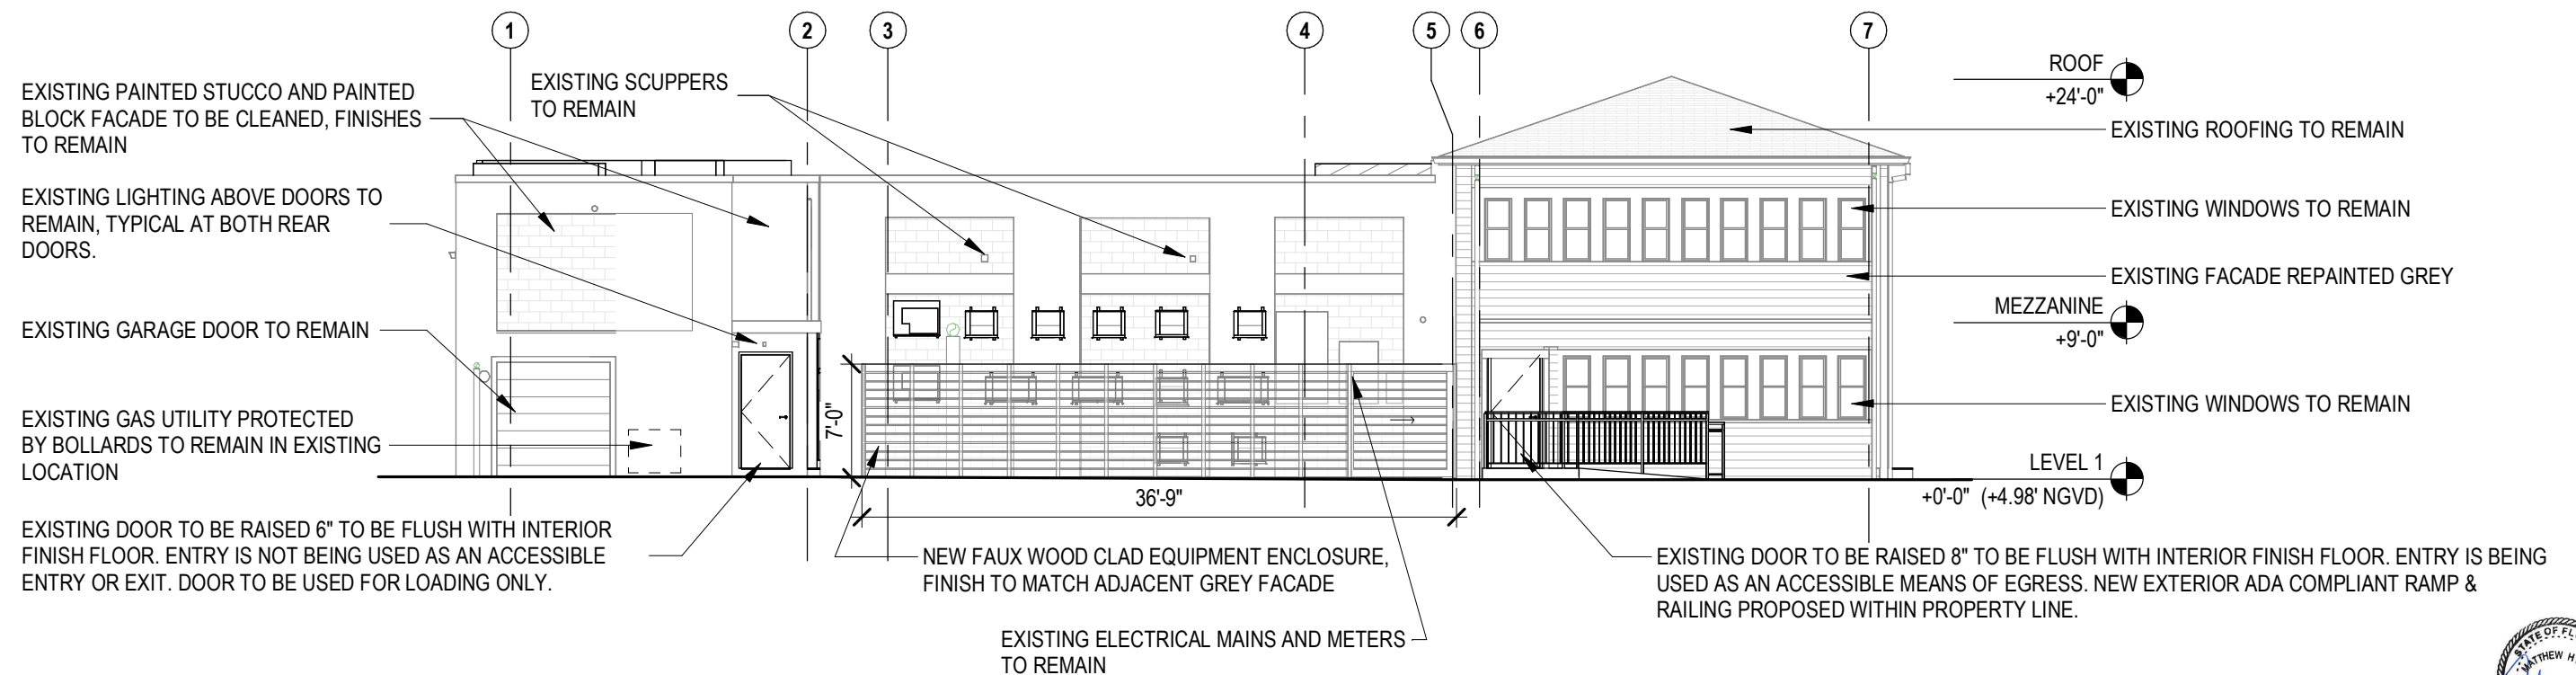 1
2
3
4
5
6
7
EXISTING PAINTED STUCCO AND PAINTED
BLOCK FACADE TO BE CLEANED, FINISHES
TO REMAIN
EXISTING SCUPPERS
TO REMAIN
ROOF
+24'-0"
EXISTING ROOFING TO REMAIN
EXISTING LIGHTING ABOVE DOORS TO
REMAIN, TYPICAL AT BOTH REAR
DOORS.
EXISTING WINDOWS TO REMAIN
EXISTING FACADE REPAINTED GREY
MEZZANINE
+9'-0"
EXISTING GARAGE DOOR TO REMAIN
EXISTING WINDOWS TO REMAIN
EXISTING GAS UTILITY PROTECTED
BY BOLLARDS TO REMAIN IN EXISTING
LOCATION
7'-0"
36'-9"
LEVEL 1
+0'-0" (+4.98' NGVD)
EXISTING DOOR TO BE RAISED 6" TO BE FLUSH WITH INTERIOR
FINISH FLOOR. ENTRY IS NOT BEING USED AS AN ACCESSIBLE
ENTRY OR EXIT. DOOR TO BE USED FOR LOADING ONLY.
NEW FAUX WOOD CLAD EQUIPMENT ENCLOSURE,
FINISH TO MATCH ADJACENT GREY FACADE
EXISTING ELECTRICAL MAINS AND METERS
TO REMAIN
EXISTING DOOR TO BE RAISED 8" TO BE FLUSH WITH INTERIOR FINISH FLOOR. ENTRY IS BEING
USED AS AN ACCESSIBLE MEANS OF EGRESS. NEW EXTERIOR ADA COMPLIANT RAMP &
RAILING PROPOSED WITHIN PROPERTY LINE.
STATE OF FL
MATTHEW H